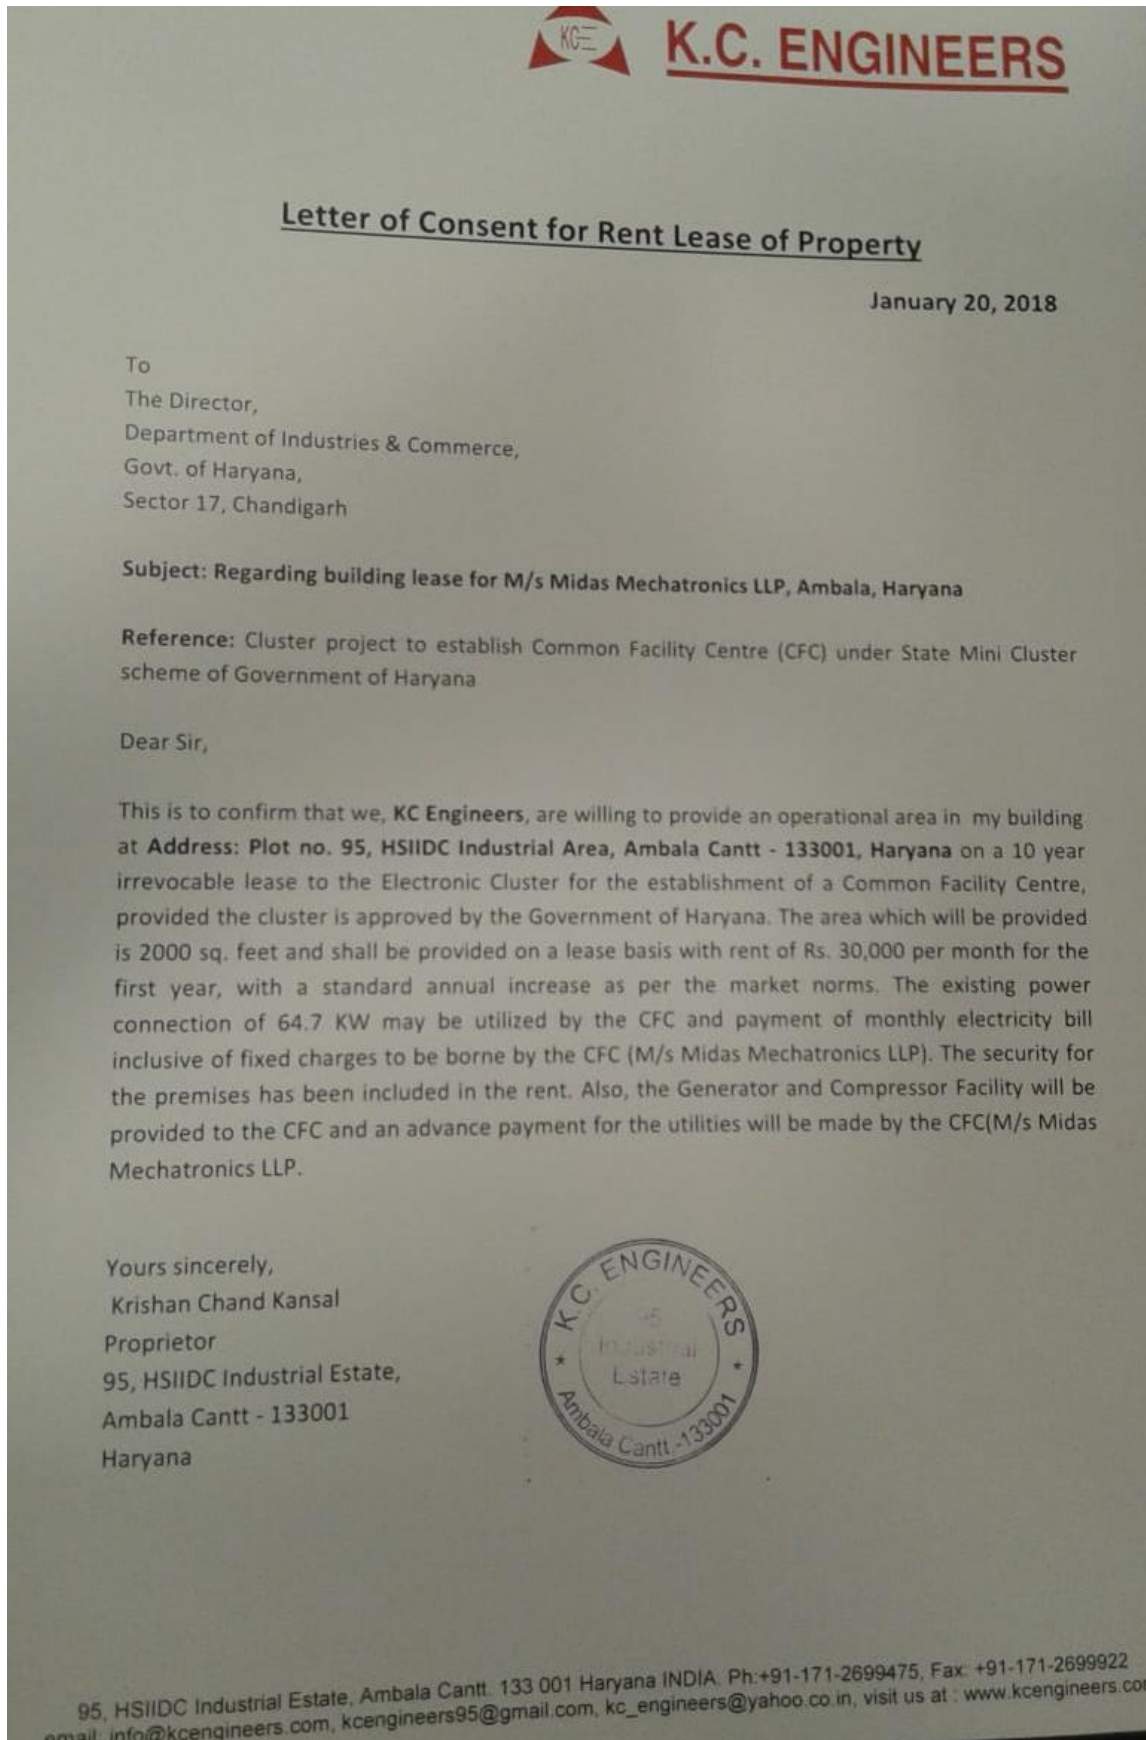 KCE
K.C. ENGINEERS
Letter of Consent for Rent Lease of Property
January 20, 2018
To
The Director,
Department of Industries & Commerce,
Govt. of Haryana,
Sector 17, Chandigarh
Subject: Regarding building lease for M/s Midas Mechatronics LLP, Ambala, Haryana
Reference: Cluster project to establish Common Facility Centre (CFC) under State Mini Cluster
scheme of Government of Haryana
Dear Sir,
This is to confirm that we, KC Engineers, are willing to provide an operational area in my building
at Address: Plot no. 95, HSIIDC Industrial Area, Ambala Cantt - 133001, Haryana on a 10 year
irrevocable lease to the Electronic Cluster for the establishment of a Common Facility Centre,
provided the cluster is approved by the Government of Haryana. The area which will be provided
is 2000 sq. feet and shall be provided on a lease basis with rent of Rs. 30,000 per month for the
first year, with a standard annual increase as per the market norms. The existing power
connection of 64.7 KW may be utilized by the CFC and payment of monthly electricity bill
inclusive of fixed charges to be borne by the CFC (M/s Midas Mechatronics LLP). The security for
the premises has been included in the rent. Also, the Generator and Compressor Facility will be
provided to the CFC and an advance payment for the utilities will be made by the CFC(M/s Midas
Mechatronics LLP.
Yours sincerely,
Krishan Chand Kansal
Proprietor
95, HSIIDC Industrial Estate,
Ambala Cantt - 133001
Haryana
K.C. ENGINEERS
95
Industrial
Estate
Ambala Cantt.-133001
95, HSIIDC Industrial Estate, Ambala Cantt. 133 001 Haryana INDIA. Ph:+91-171-2699475, Fax: +91-171-2699922
email: info@kcengineers.com, kcengineers95@gmail.com, kc_engineers@yahoo.co.in, visit us at : www.kcengineers.co